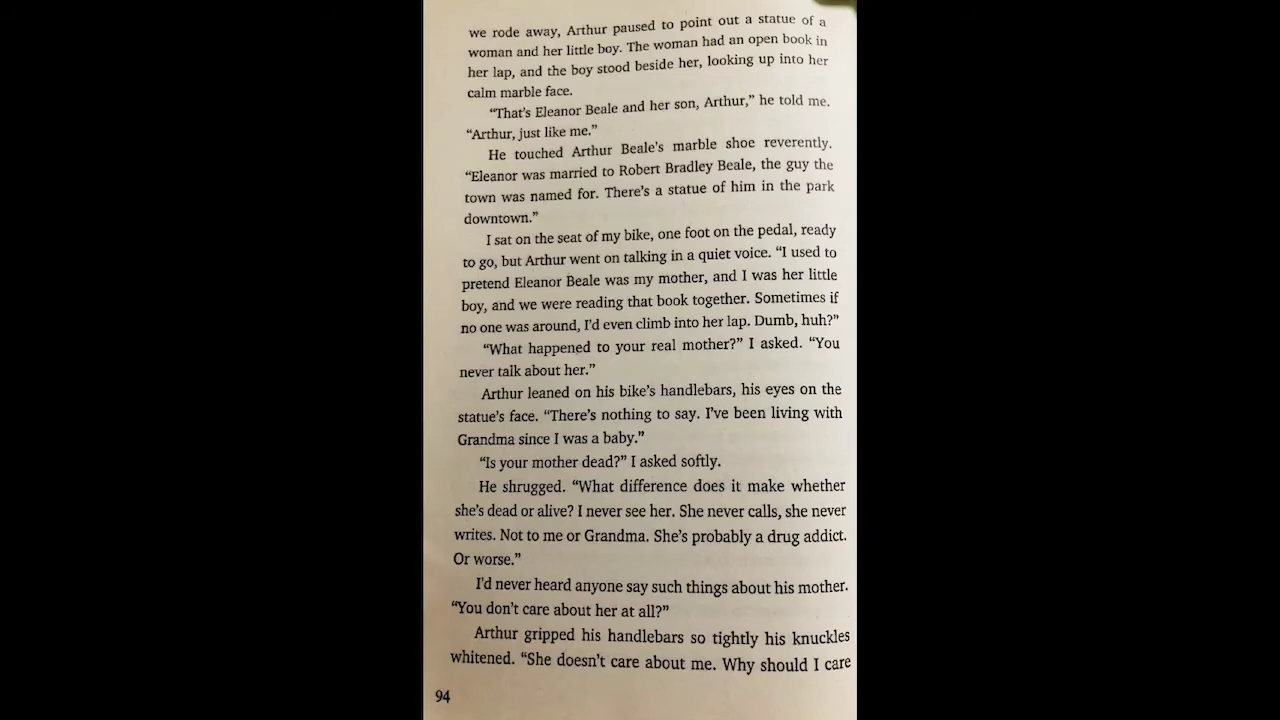 we rode away, Arthur paused to point out a statue of a
woman and her little boy. The woman had an open book in
her lap, and the boy stood beside her, looking up into her
calm marble face.
“That’s Eleanor Beale and her son, Arthur,” he told me.
“Arthur, just like me.”
He touched Arthur Beale’s marble shoe reverently.
“Eleanor was married to Robert Bradley Beale, the guy the
town was named for. There’s a statue of him in the park
downtown.”
I sat on the seat of my bike, one foot on the pedal, ready
to go, but Arthur went on talking in a quiet voice. “I used to
pretend Eleanor Beale was my mother, and I was her little
boy, and we were reading that book together. Sometimes if
no one was around, I’d even climb into her lap. Dumb, huh?”
“What happened to your real mother?” I asked. “You
never talk about her.”
Arthur leaned on his bike’s handlebars, his eyes on the
statue’s face. “There’s nothing to say. I’ve been living with
Grandma since I was a baby.”
“Is your mother dead?” I asked softly.
He shrugged. “What difference does it make whether
she’s dead or alive? I never see her. She never calls, she never
writes. Not to me or Grandma. She’s probably a drug addict.
Or worse.”
I’d never heard anyone say such things about his mother.
“You don’t care about her at all?”
Arthur gripped his handlebars so tightly his knuckles
whitened. “She doesn’t care about me. Why should I care
94